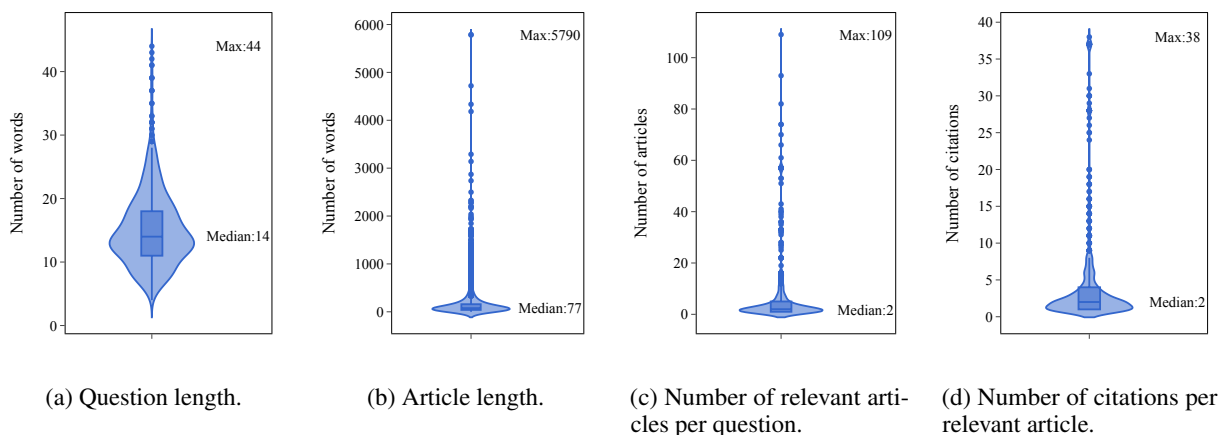 Number of words
40
30
20
10
0
Max:44
Median:14
(a) Question length.
Number of words
6000
5000
4000
3000
2000
1000
0
Max:5790
Median:77
(b) Article length.
Number of articles
100
80
60
40
20
0
Max:109
Median:2
(c) Number of relevant arti-
cles per question.
Number of citations
40
35
30
25
20
15
10
5
0
Max:38
Median:2
(d) Number of citations per
relevant article.